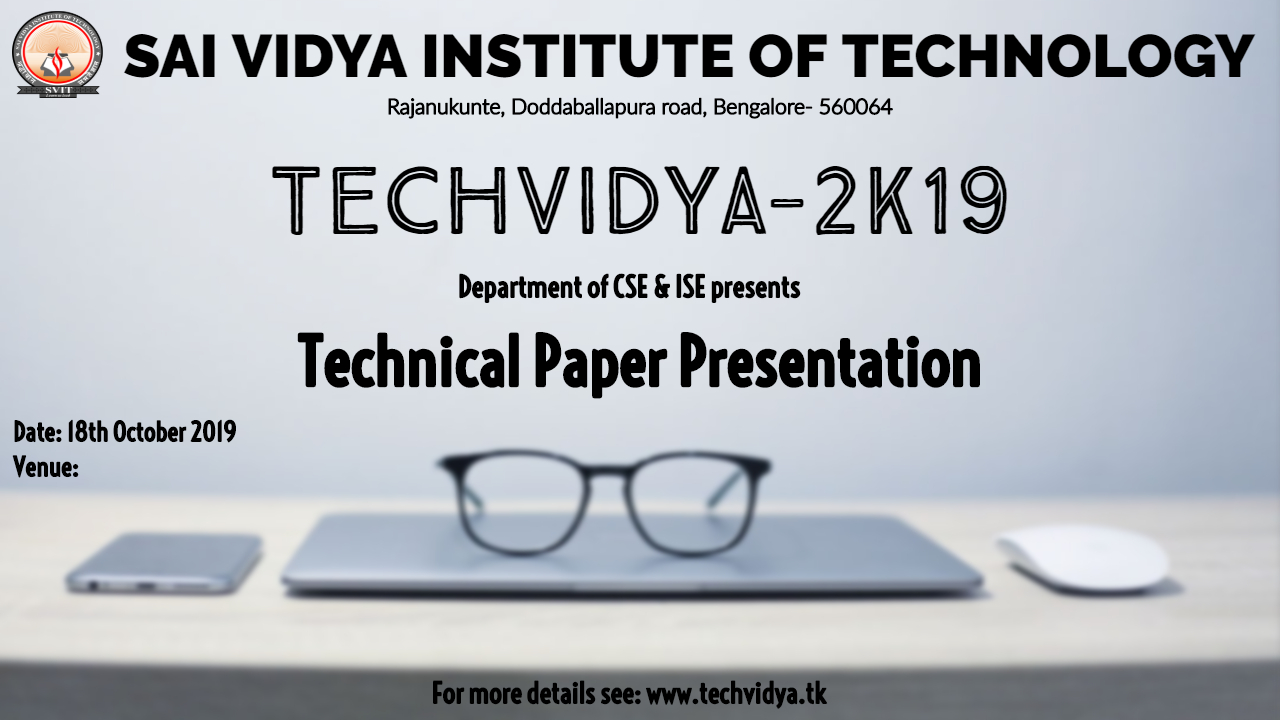 SAI VIDYA INSTITUTE OF TECHNOLOGY
SVIT
Rajanukunte, Doddaballapura road, Bengalore- 560064
TECHVIDYA-2K19
Department of CSE & ISE presents
Technical Paper Presentation
Date: 18th October 2019
Venue:
For more details see: www.techvidya.tk